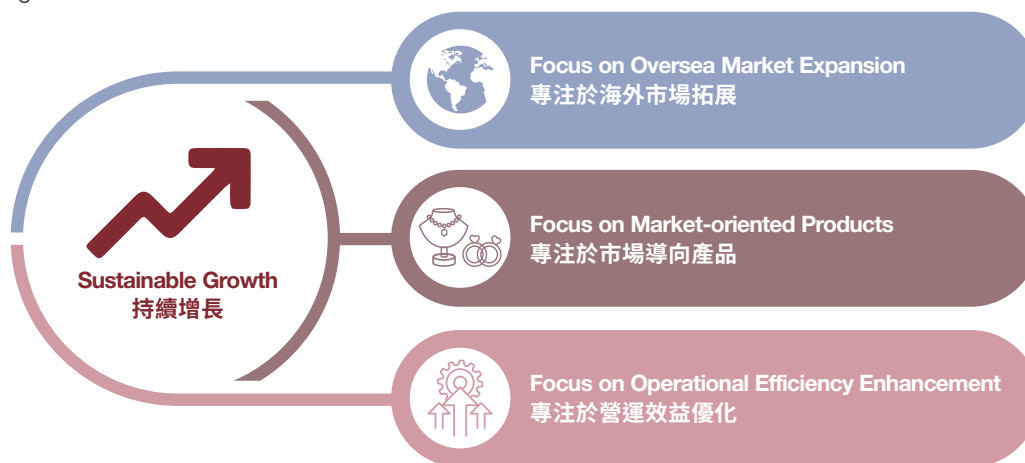 Sustainable Growth
持續增長
Focus on Oversea Market Expansion
專注於海外市場拓展
Focus on Market-oriented Products
專注於市場導向產品
Focus on Operational Efficiency Enhancement
專注於營運效益優化